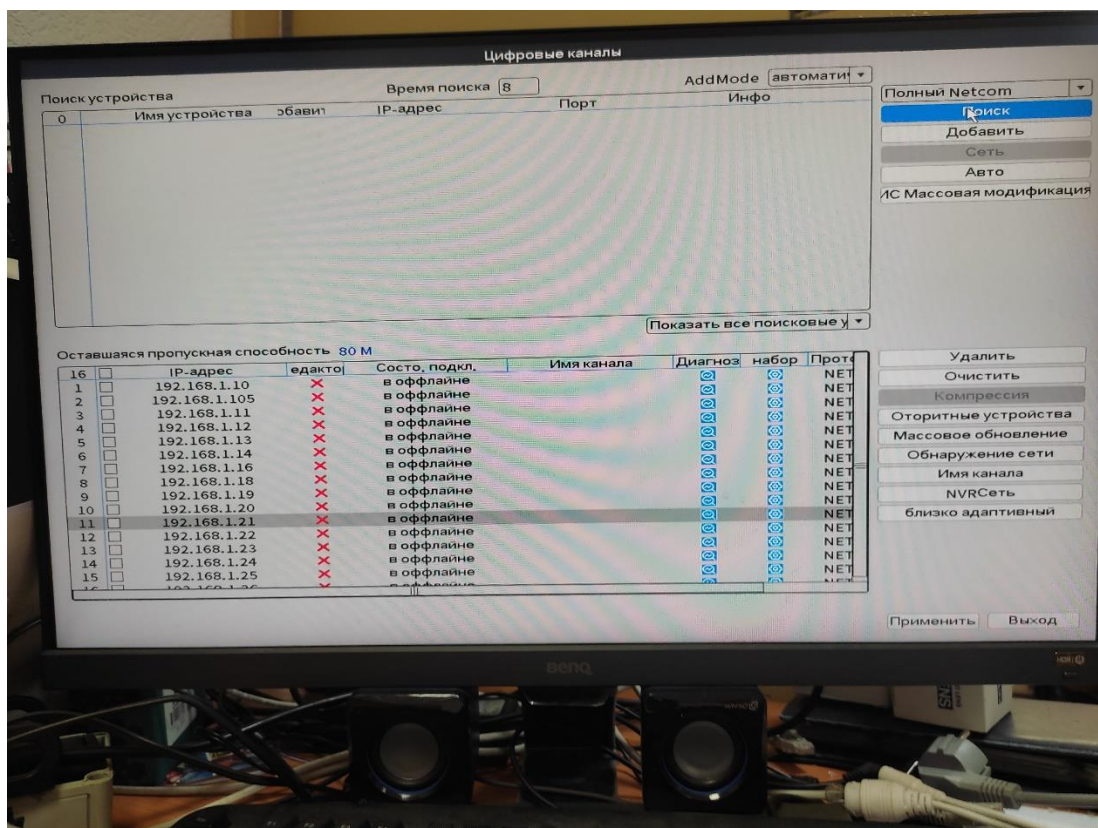 Цифровые каналы
Поиск устройства Время поиска 8 AddMode автомати
0 Имя устройства обавит IP-адрес Порт Инфо
Полный Netcom
Поиск
Добавить
Сеть
Авто
ИС Массовая модификация
Показать все поисковые у
Оставшаяся пропускная способность 80 M
16 IP-адрес едакто Состо, подкл, Имя канала Диагноз набор Прото
1 192.168.1.10 в оффлайне NET
2 192.168.1.105 в оффлайне NET
3 192.168.1.11 в оффлайне NET
4 192.168.1.12 в оффлайне NET
5 192.168.1.13 в оффлайне NET
6 192.168.1.14 в оффлайне NET
7 192.168.1.16 в оффлайне NET
8 192.168.1.18 в оффлайне NET
9 192.168.1.19 в оффлайне NET
10 192.168.1.20 в оффлайне NET
11 192.168.1.21 в оффлайне NET
12 192.168.1.22 в оффлайне NET
13 192.168.1.23 в оффлайне NET
14 192.168.1.24 в оффлайне NET
15 192.168.1.25 в оффлайне NET
Удалить
Очистить
Компрессия
Оторитные устройства
Массовое обновление
Обнаружение сети
Имя канала
NVRСеть
близко адаптивный
Применить Выход
BenQ